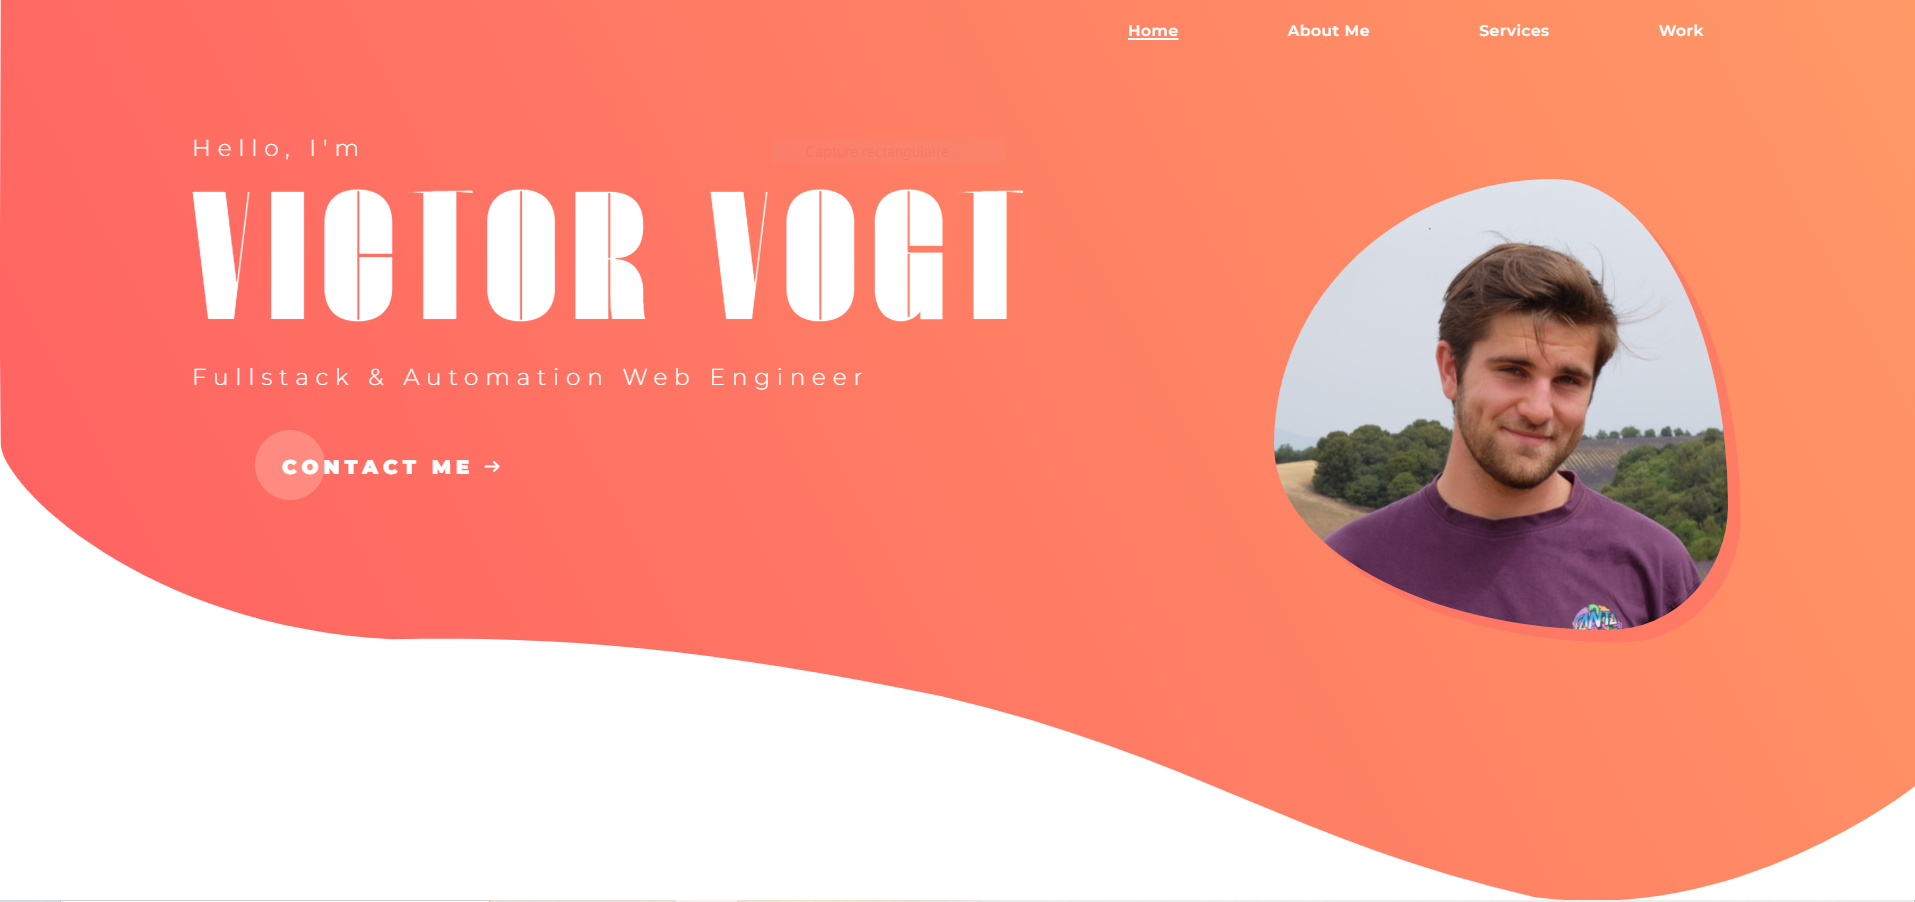 Home About Me Services Work
Hello, I'm
Capture rectangulaire
VICTOR VOGT
Fullstack & Automation Web Engineer
CONTACT ME →